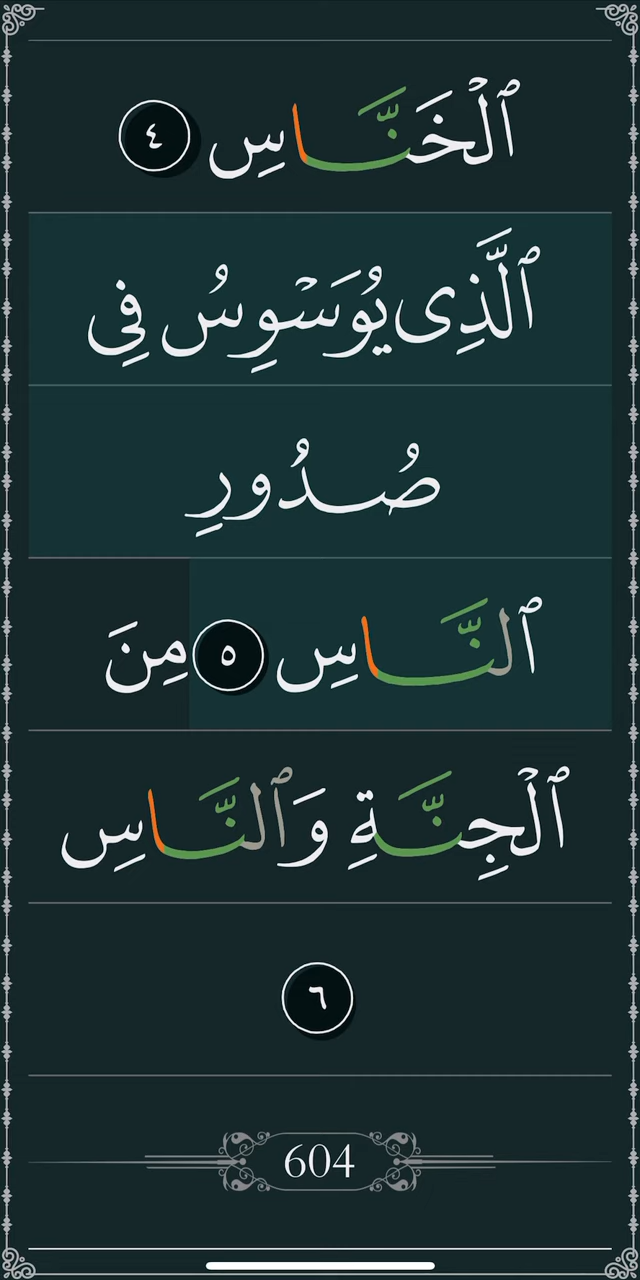 ٱلۡخَنَّاسِ ٤
ٱلَّذِى يُوَسۡوِسُ فِى
صُدُورِ
ٱلنَّاسِ ٥ مِنَ
ٱلۡجِنَّةِ وَٱلنَّاسِ
٦
604